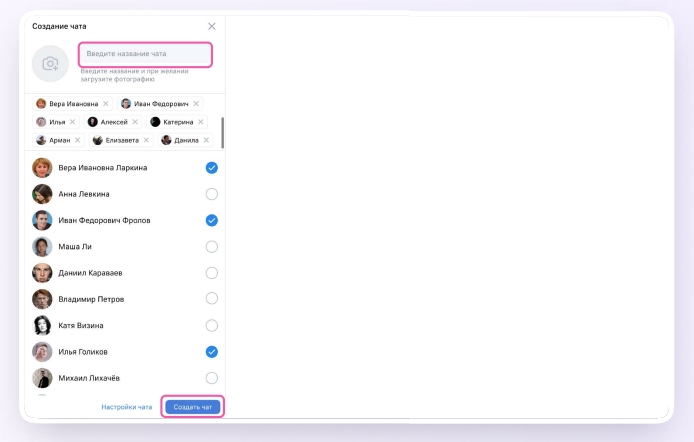 Создание чата
Введите название чата
Введите название и при желании
загрузите фотографию
Вера Ивановна
Иван Федорович
Илья
Алексей
Катерина
Арман
Елизавета
Данила
Вера Ивановна Ларкина
Анна Левкина
Иван Федорович Фролов
Маша Ли
Даниил Караваев
Владимир Петров
Катя Визина
Илья Голиков
Михаил Лихачёв
Настройки чата
Создать чат